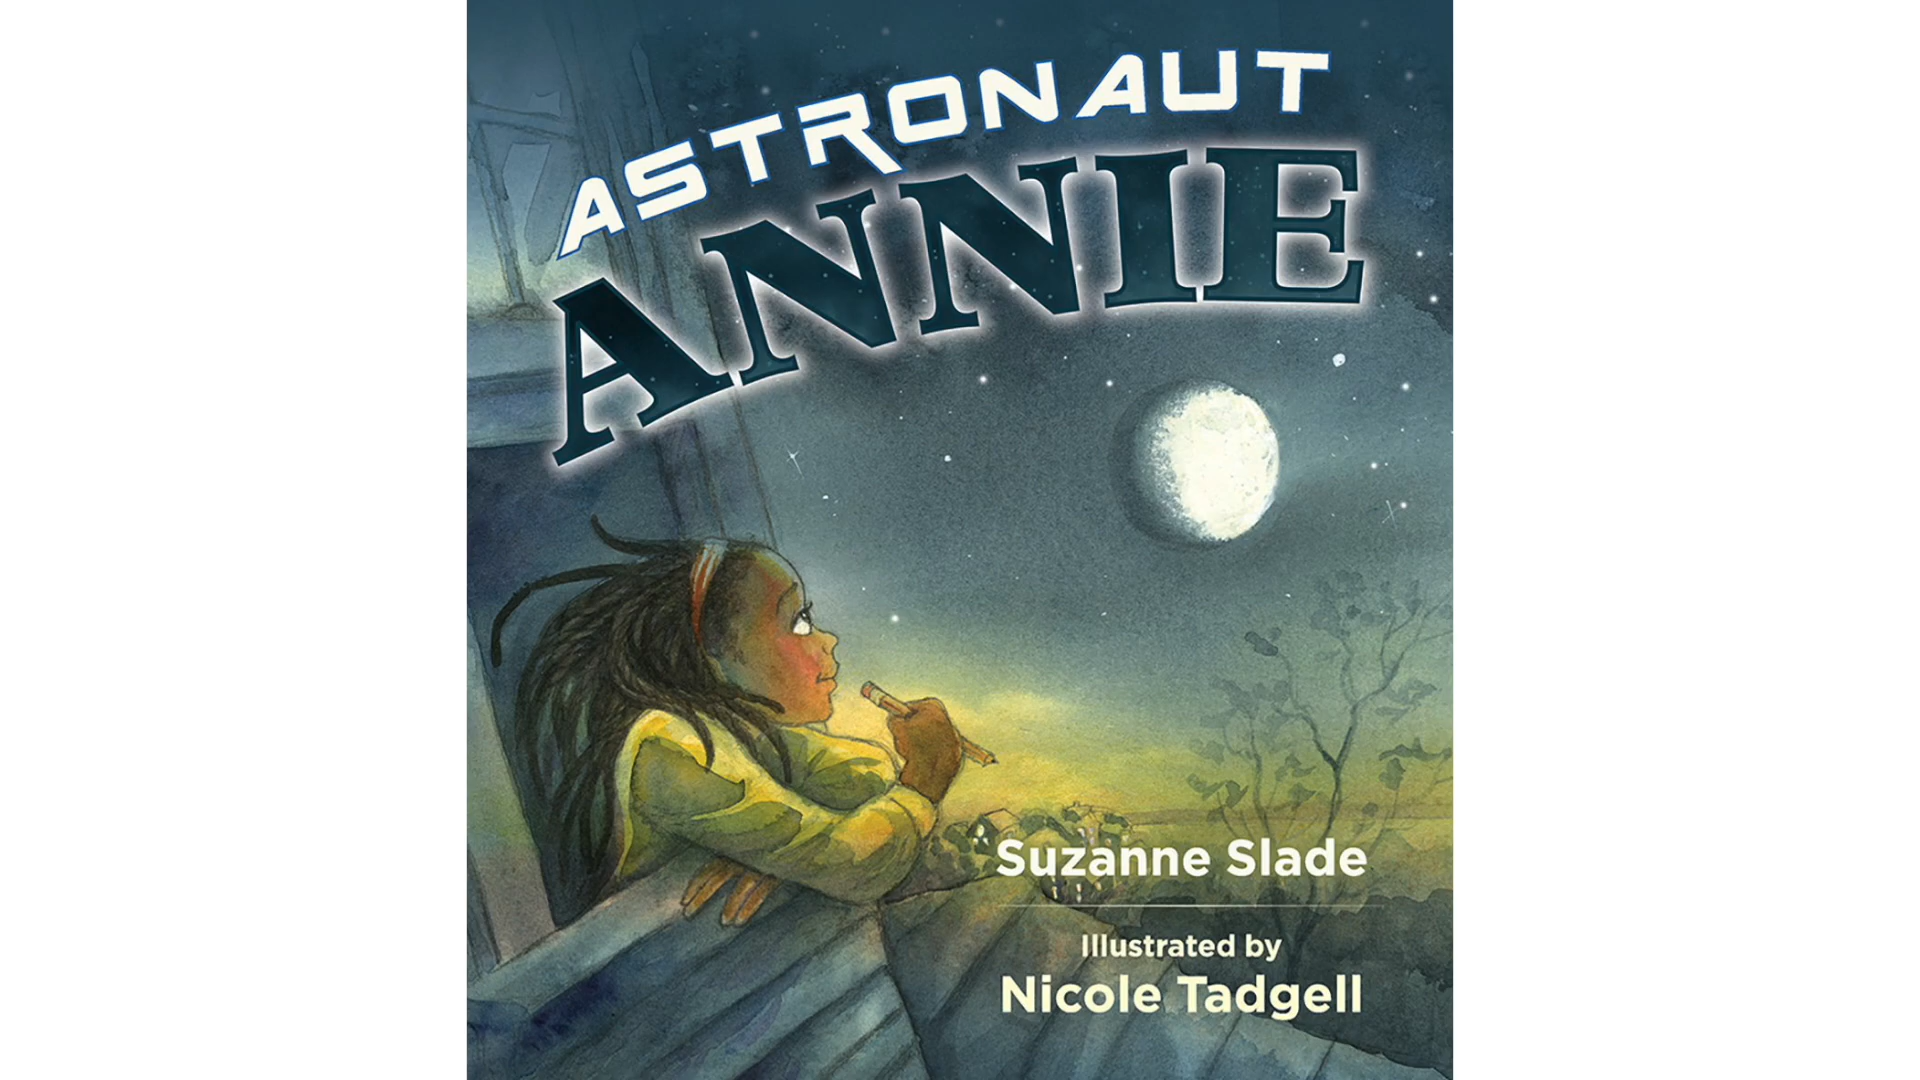 ASTRONAUT
ANNIE
Suzanne Slade
illustrated by
Nicole Tadgell